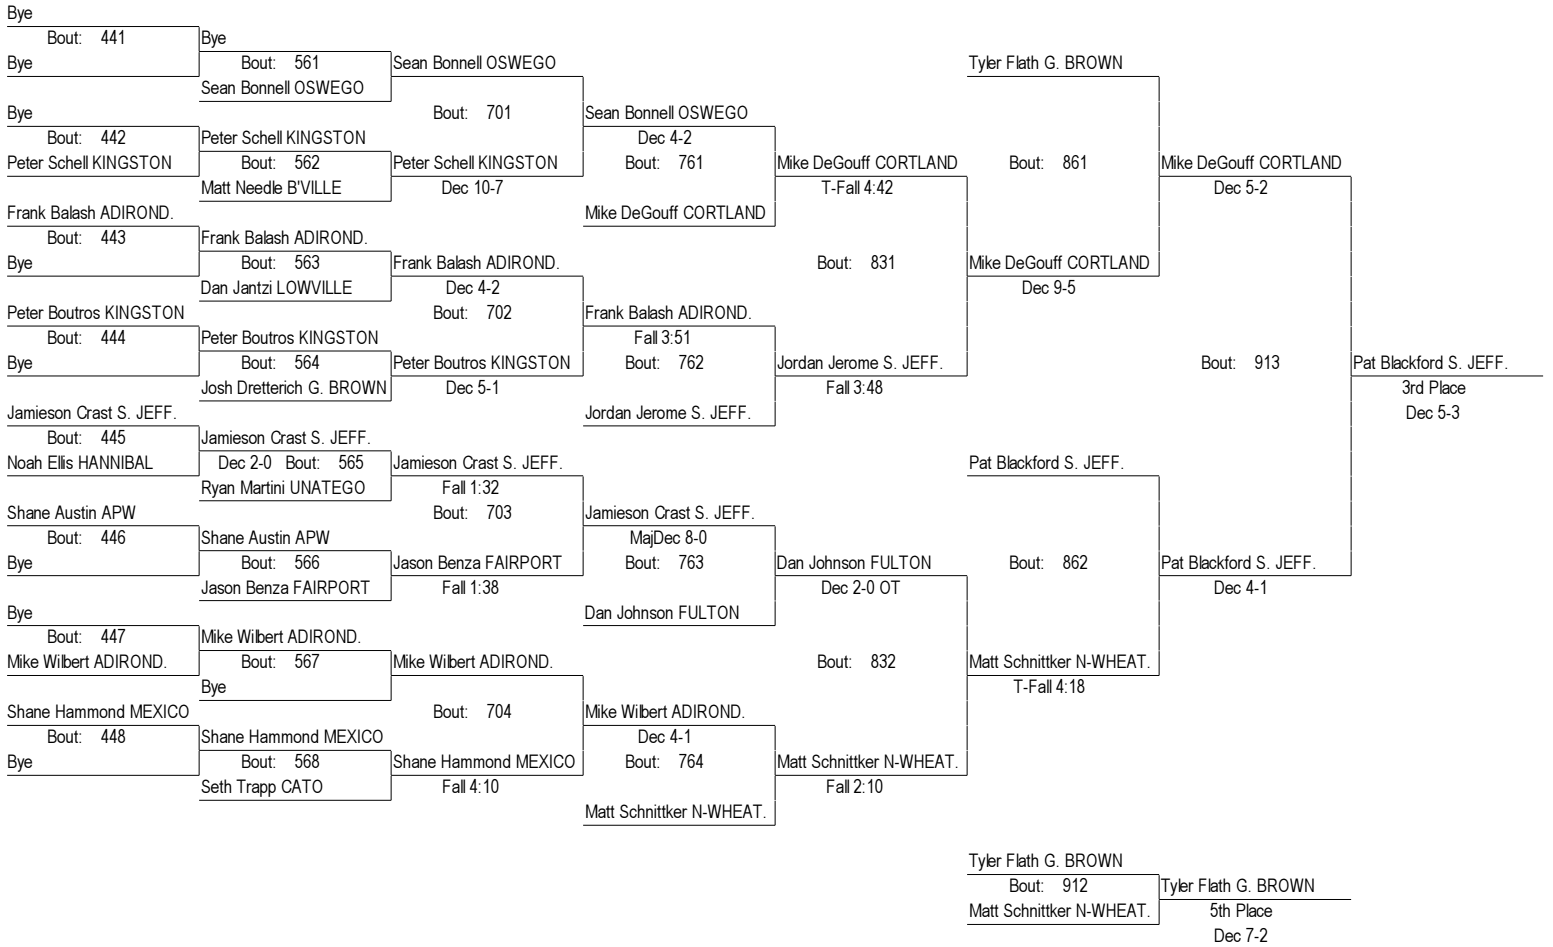 Bye
Bout: 441
Bye
Bye
Bout: 561
Sean Bonnell OSWEGO
Sean Bonnell OSWEGO
Tyler Flath G. BROWN
Bye
Bout: 442
Peter Schell KINGSTON
Peter Schell KINGSTON
Bout: 562
Matt Needle B'VILLE
Bout: 701
Peter Schell KINGSTON
Dec 10-7
Sean Bonnell OSWEGO
Dec 4-2
Bout: 761
Mike DeGouff CORTLAND
Mike DeGouff CORTLAND
T-Fall 4:42
Bout: 861
Mike DeGouff CORTLAND
Dec 5-2
Frank Balash ADIROND.
Bout: 443
Bye
Frank Balash ADIROND.
Bout: 563
Dan Jantzi LOWVILLE
Frank Balash ADIROND.
Dec 4-2
Bout: 702
Bout: 831
Mike DeGouff CORTLAND
Dec 9-5
Peter Boutros KINGSTON
Bout: 444
Bye
Peter Boutros KINGSTON
Bout: 564
Josh Dretterich G. BROWN
Peter Boutros KINGSTON
Dec 5-1
Frank Balash ADIROND.
Fall 3:51
Bout: 762
Jordan Jerome S. JEFF.
Jordan Jerome S. JEFF.
Fall 3:48
Bout: 913
Pat Blackford S. JEFF.
3rd Place
Dec 5-3
Jamieson Crast S. JEFF.
Bout: 445
Noah Ellis HANNIBAL
Jamieson Crast S. JEFF.
Dec 2-0 Bout: 565
Ryan Martini UNATEGO
Jamieson Crast S. JEFF.
Fall 1:32
Bout: 703
Pat Blackford S. JEFF.
Shane Austin APW
Bout: 446
Bye
Shane Austin APW
Bout: 566
Jason Benza FAIRPORT
Jason Benza FAIRPORT
Fall 1:38
Jamieson Crast S. JEFF.
MajDec 8-0
Bout: 763
Dan Johnson FULTON
Dan Johnson FULTON
Dec 2-0 OT
Bout: 862
Pat Blackford S. JEFF.
Dec 4-1
Bye
Bout: 447
Mike Wilbert ADIROND.
Mike Wilbert ADIROND.
Bout: 567
Bye
Mike Wilbert ADIROND.
Bout: 704
Bout: 832
Matt Schnittker N-WHEAT.
T-Fall 4:18
Shane Hammond MEXICO
Bout: 448
Bye
Shane Hammond MEXICO
Bout: 568
Seth Trapp CATO
Shane Hammond MEXICO
Fall 4:10
Mike Wilbert ADIROND.
Dec 4-1
Bout: 764
Matt Schnittker N-WHEAT.
Matt Schnittker N-WHEAT.
Fall 2:10
Tyler Flath G. BROWN
Bout: 912
Matt Schnittker N-WHEAT.
Tyler Flath G. BROWN
5th Place
Dec 7-2